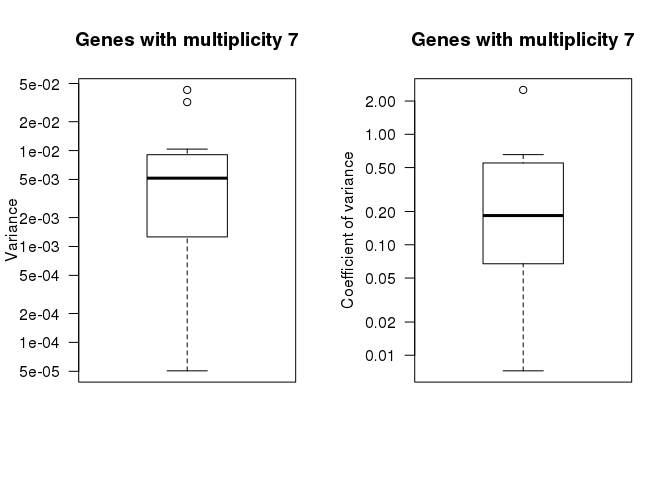 Genes with multiplicity 7
Variance
5e-02
2e-02
1e-02
5e-03
2e-03
1e-03
5e-04
2e-04
1e-04
5e-05
Genes with multiplicity 7
Coefficient of variance
2.00
1.00
0.50
0.20
0.10
0.05
0.02
0.01